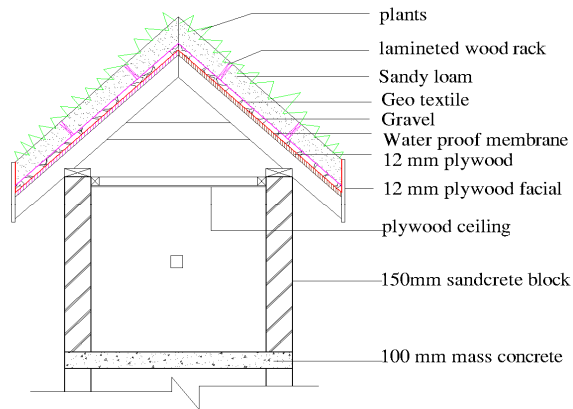 plants
lamineted wood rack
Sandy loam
Geo textile
Gravel
Water proof membrane
12 mm plywood
12 mm plywood facial
plywood ceiling
150mm sandcrete block
100 mm mass concrete